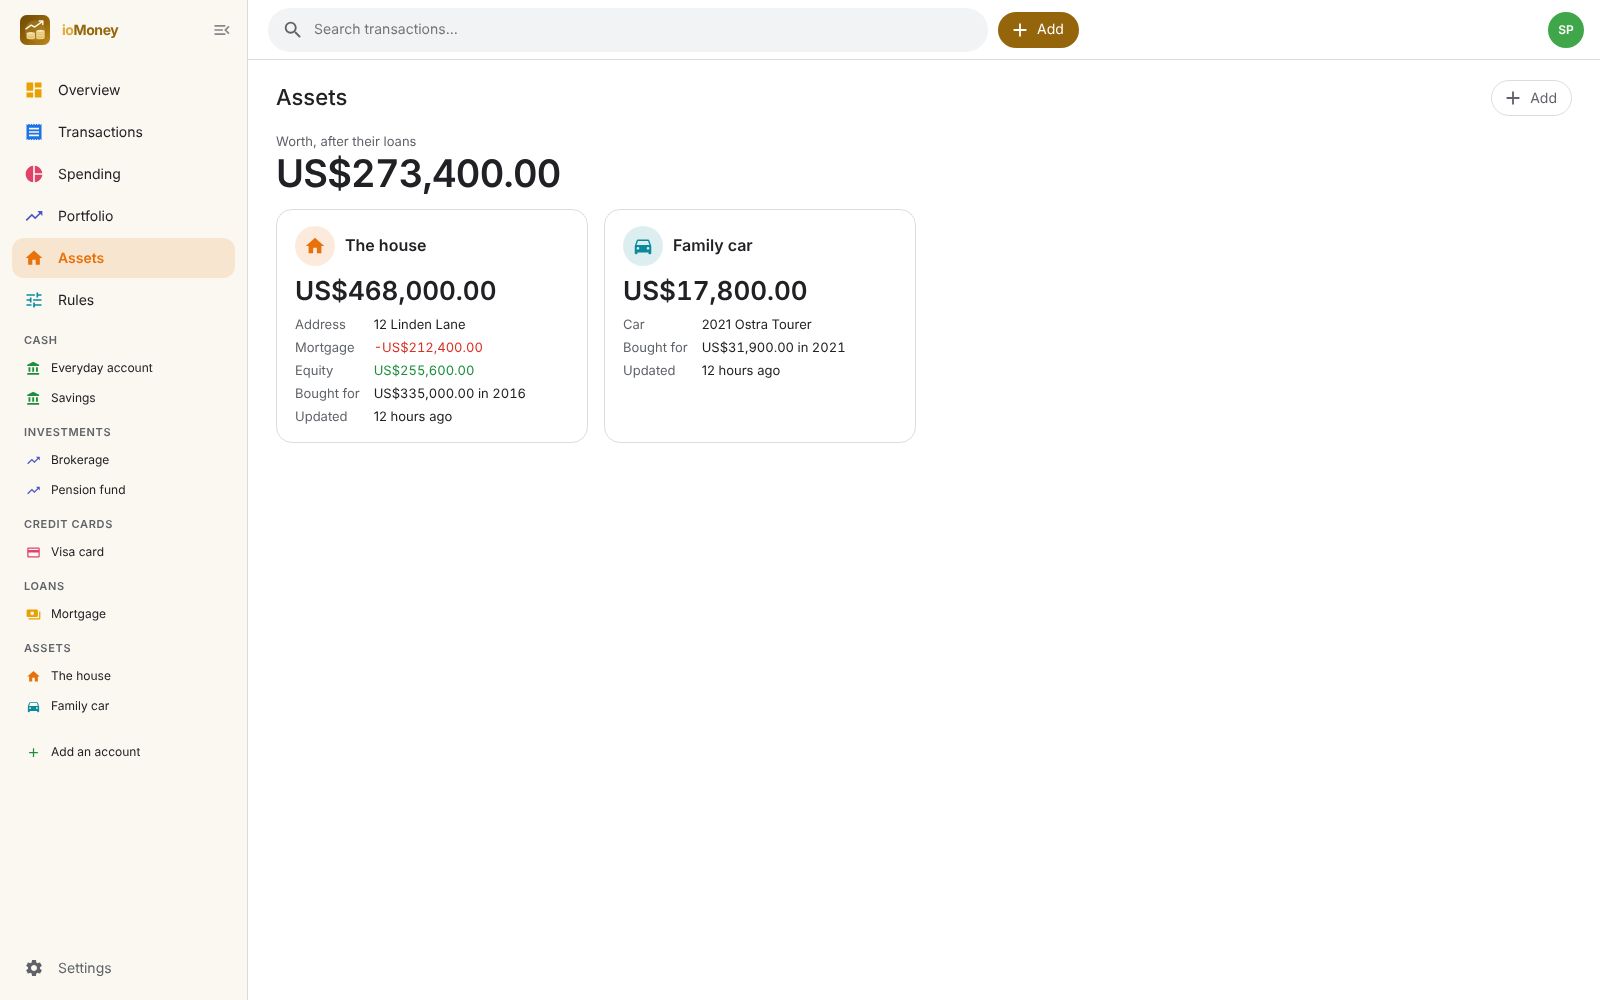 ioMoney
Search transactions...
Add
SP
Overview
Transactions
Spending
Portfolio
Assets
Rules
CASH
Everyday account
Savings
INVESTMENTS
Brokerage
Pension fund
CREDIT CARDS
Visa card
LOANS
Mortgage
ASSETS
The house
Family car
Add an account
Settings
Assets
Add
Worth, after their loans
US$273,400.00
The house
US$468,000.00
Address 12 Linden Lane
Mortgage -US$212,400.00
Equity US$255,600.00
Bought for US$335,000.00 in 2016
Updated 12 hours ago
Family car
US$17,800.00
Car 2021 Ostra Tourer
Bought for US$31,900.00 in 2021
Updated 12 hours ago